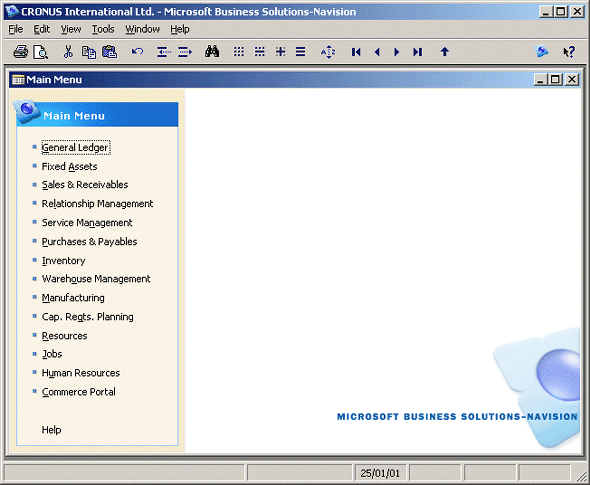 CRONUS International Ltd. - Microsoft Business Solutions-Navision
File Edit View Tools Window Help
Main Menu
Main Menu
General Ledger
Fixed Assets
Sales & Receivables
Relationship Management
Service Management
Purchases & Payables
Inventory
Warehouse Management
Manufacturing
Cap. Reqts. Planning
Resources
Jobs
Human Resources
Commerce Portal
Help
MICROSOFT BUSINESS SOLUTIONS–NAVISION
25/01/01